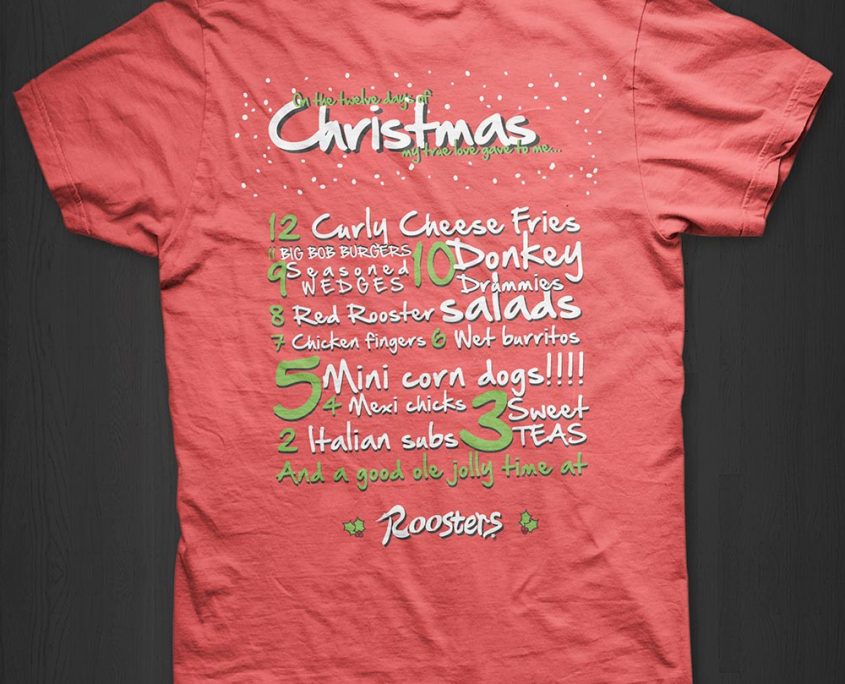 On the twelve days of
Christmas
my true love gave to me...
12 Curly Cheese Fries
11 BIG BOB BURGERS
10 Donkey
Drummies
9 Seasoned
WEDGES
8 Red Rooster salads
7 Chicken fingers 6 Wet burritos
5 Mini corn dogs!!!!
4 Mexi chicks 3 Sweet
TEAS
2 Italian subs
And a good ole jolly time at
Roosters